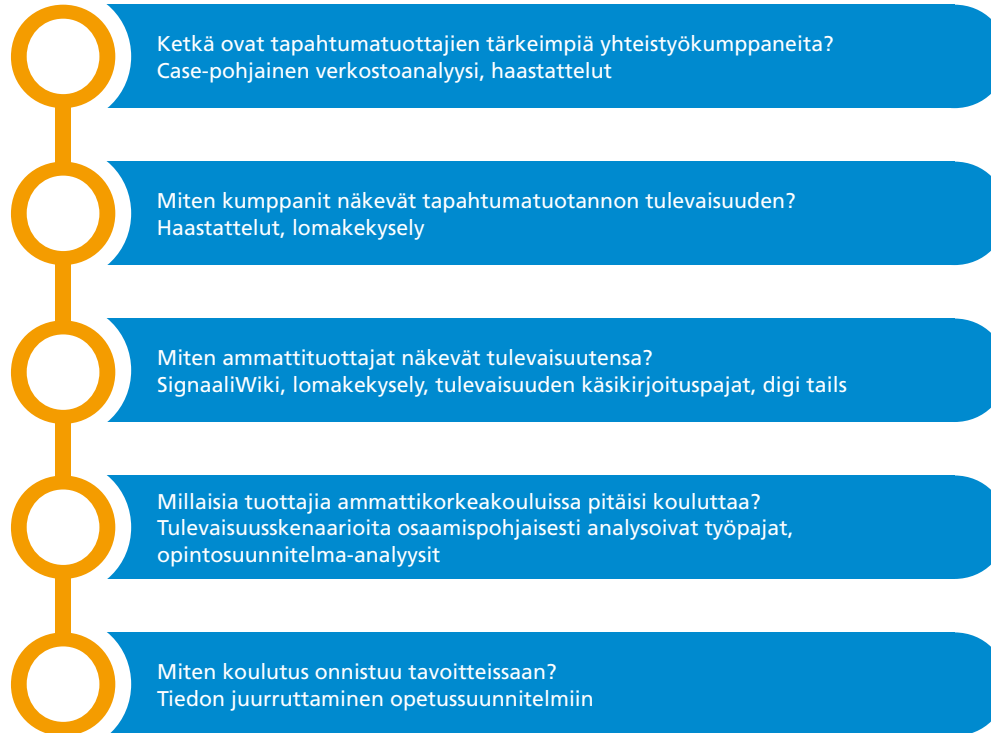 Ketkä ovat tapahtumatuottajien tärkeimpiä yhteistyökumppaneita?
Case-pohjainen verkostoanalyysi, haastattelut
Miten kumppanit näkevät tapahtumatuotannon tulevaisuuden?
Haastattelut, lomakekysely
Miten ammattituottajat näkevät tulevaisuutensa?
SignaaliWiki, lomakekysely, tulevaisuuden käsikirjoituspajat, digi tails
Millaisia tuottajia ammattikorkeakouluissa pitäisi kouluttaa?
Tulevaisuusskenaarioita osaamispohjaisesti analysoivat työpajat,
opintosuunnitelma-analyysit
Miten koulutus onnistuu tavoitteissaan?
Tiedon juurruttaminen opetussuunnitelmiin